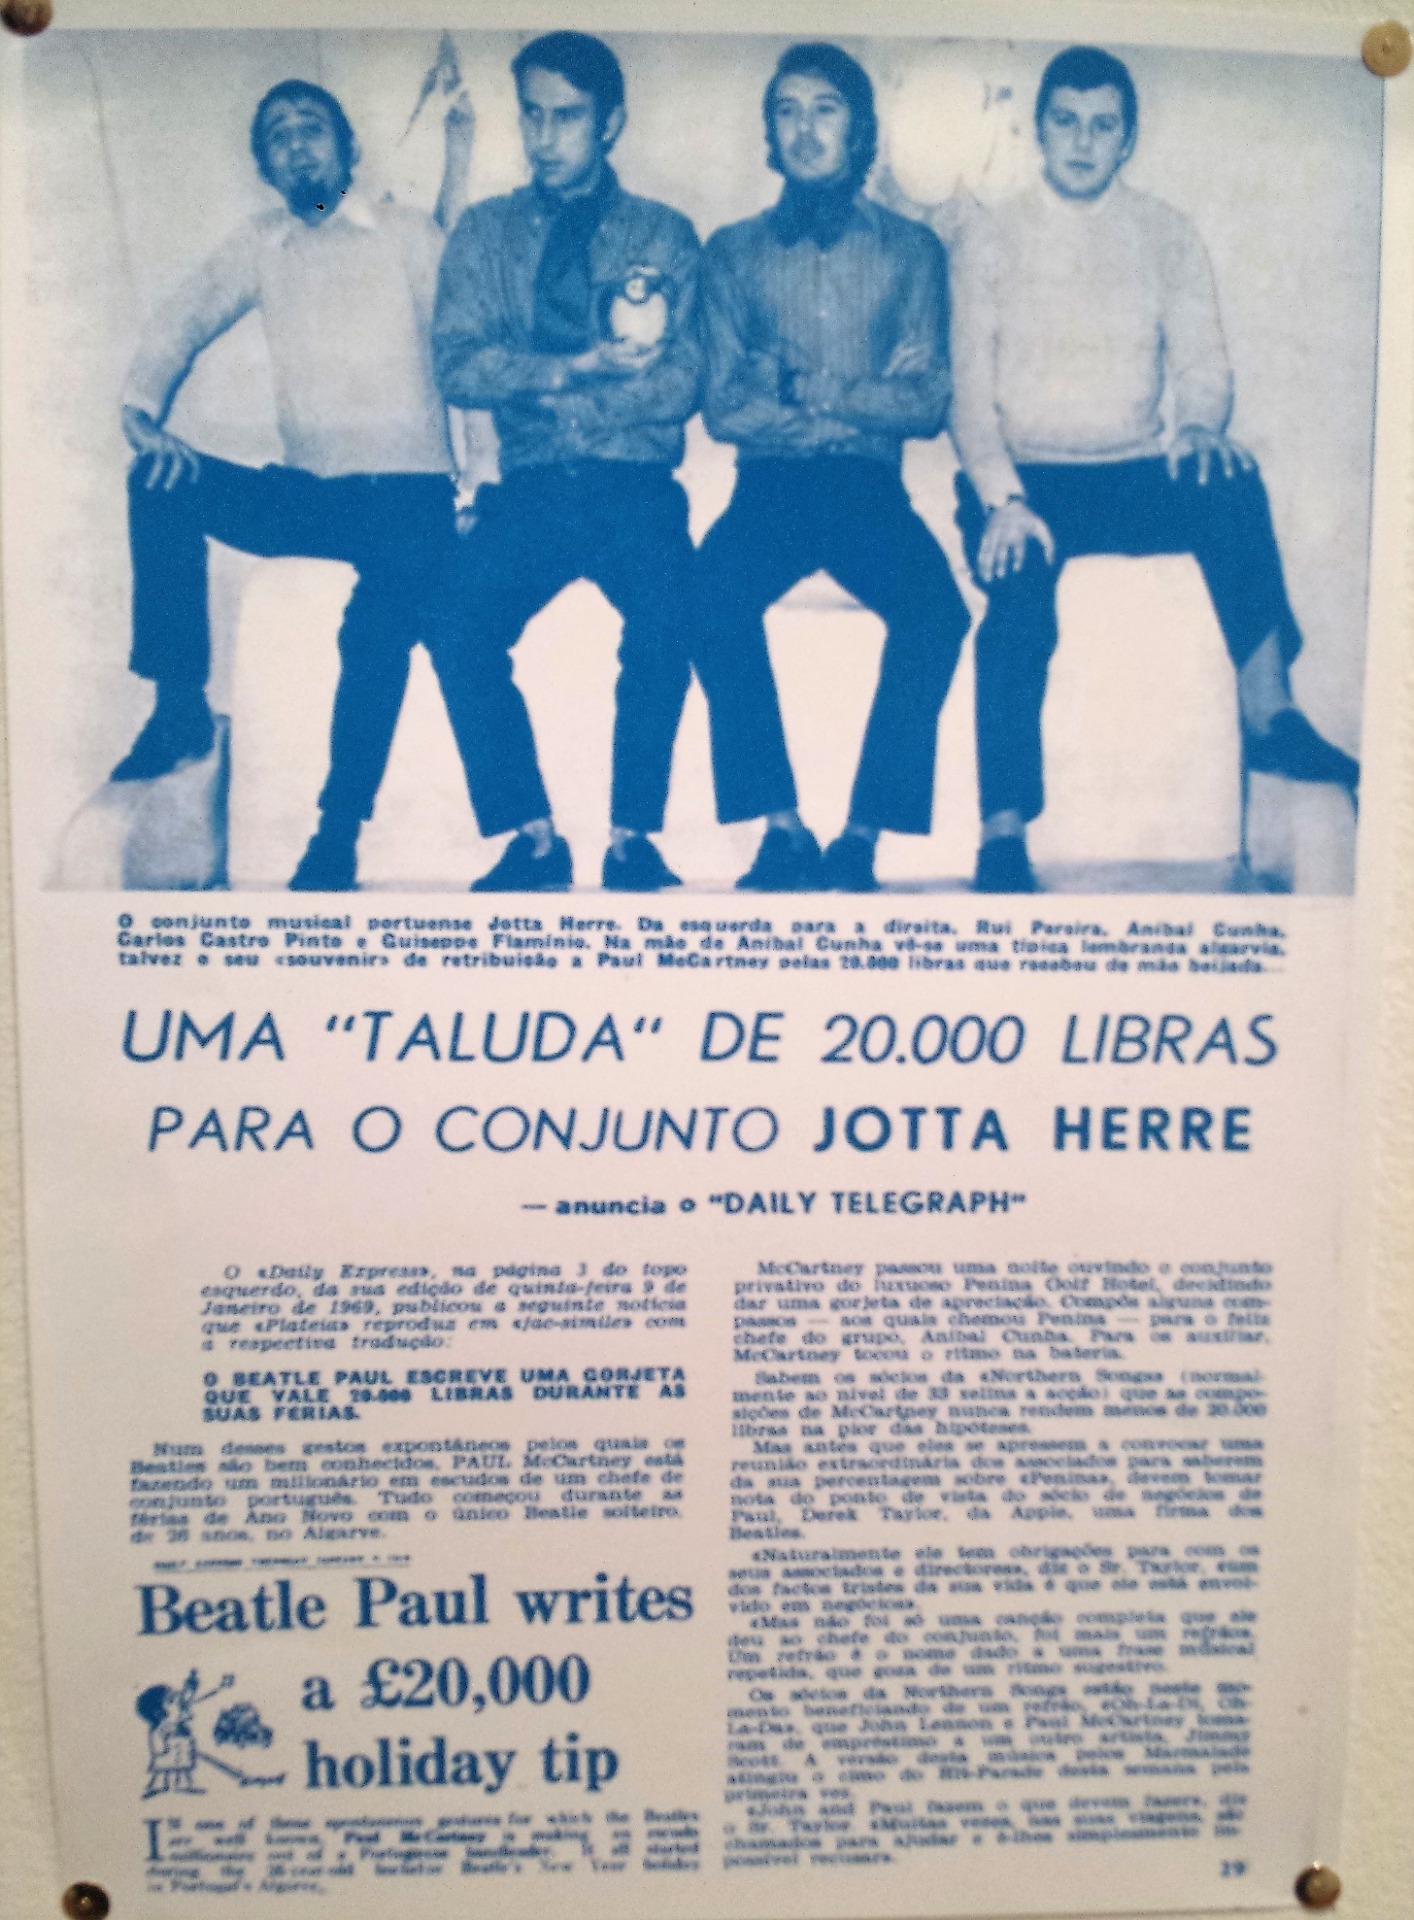 O conjunto musical portuense Jotta Herre. Da esquerda para a direita, Rui Pereira, Aníbal Cunha,
Carlos Castro Pinto e Guiseppe Flamínio. Na mão de Aníbal Cunha vê-se uma típica lembrança algarvia,
talvez o seu «souvenir» de retribuição a Paul McCartney pelas 20.000 libras que recebeu de mão beijada...
UMA "TALUDA" DE 20.000 LIBRAS
PARA O CONJUNTO JOTTA HERRE
— anuncia o "DAILY TELEGRAPH"
O «Daily Express», na página 3 do topo
esquerdo, da sua edição de quinta-feira 9 de
Janeiro de 1969, publicou a seguinte notícia
que «Plateia» reproduz em «fac-simile» com
a respectiva tradução:
O BEATLE PAUL ESCREVE UMA GORJETA
QUE VALE 20.000 LIBRAS DURANTE AS
SUAS FÉRIAS.
Num desses gestos expontâneos pelos quais os
Beatles são bem conhecidos, PAUL McCartney está
fazendo um milionário em escudos de um chefe de
conjunto português. Tudo começou durante as
férias de Ano Novo com o único Beatle solteiro,
de 26 anos, no Algarve.
DAILY EXPRESS THURSDAY JANUARY 9 1969
Beatle Paul writes
a £20,000
holiday tip
IN one of those spontaneous gestures for which the Beatles
are well known, Paul McCartney is making an escudo
millionaire out of a Portuguese bandleader. It all started
during the 26-year-old bachelor Beatle's New Year holiday
in Portugal's Algarve.
McCartney passou uma noite ouvindo o conjunto
privativo do luxuoso Penina Golf Hotel, decidindo
dar uma gorjeta de apreciação. Compôs alguns com-
passos — aos quais chamou Penina — para o feliz
chefe do grupo, Aníbal Cunha. Para os auxiliar,
McCartney tocou o ritmo na bateria.
Sabem os sócios da «Northern Songs» (normal-
mente ao nível de 33 xelins a acção) que as compo-
sições de McCartney nunca rendem menos de 20.000
libras na pior das hipóteses.
Mas antes que eles se apressem a convocar uma
reunião extraordinária dos associados para saberem
da sua percentagem sobre «Penina», devem tomar
nota do ponto de vista do sócio de negócios de
Paul, Derek Taylor, da Apple, uma firma dos
Beatles.
«Naturalmente ele tem obrigações para com os
seus associados e directores», diz o Sr. Taylor, «um
dos factos tristes da sua vida é que ele está envol-
vido em negócios».
«Mas não foi só uma canção completa que ele
deu ao chefe do conjunto, foi mais um refrão».
Um refrão é o nome dado a uma frase musical
repetida, que goza de um ritmo sugestivo.
Os sócios da Northern Songs estão neste mo-
mento beneficiando de um refrão, «Ob-La-Di, Ob-
La-Da», que John Lennon e Paul McCartney toma-
ram de empréstimo a um outro artista, Jimmy
Scott. A versão desta música pelos Marmalade
atingiu o cimo do Hit-Parade desta semana pela
primeira vez.
«John and Paul fazem o que devem fazer», diz
o Sr. Taylor. «Muitas vezes, nas suas viagens, são
chamados para ajudar e é-lhes simplesmente im-
possível recusar».
29